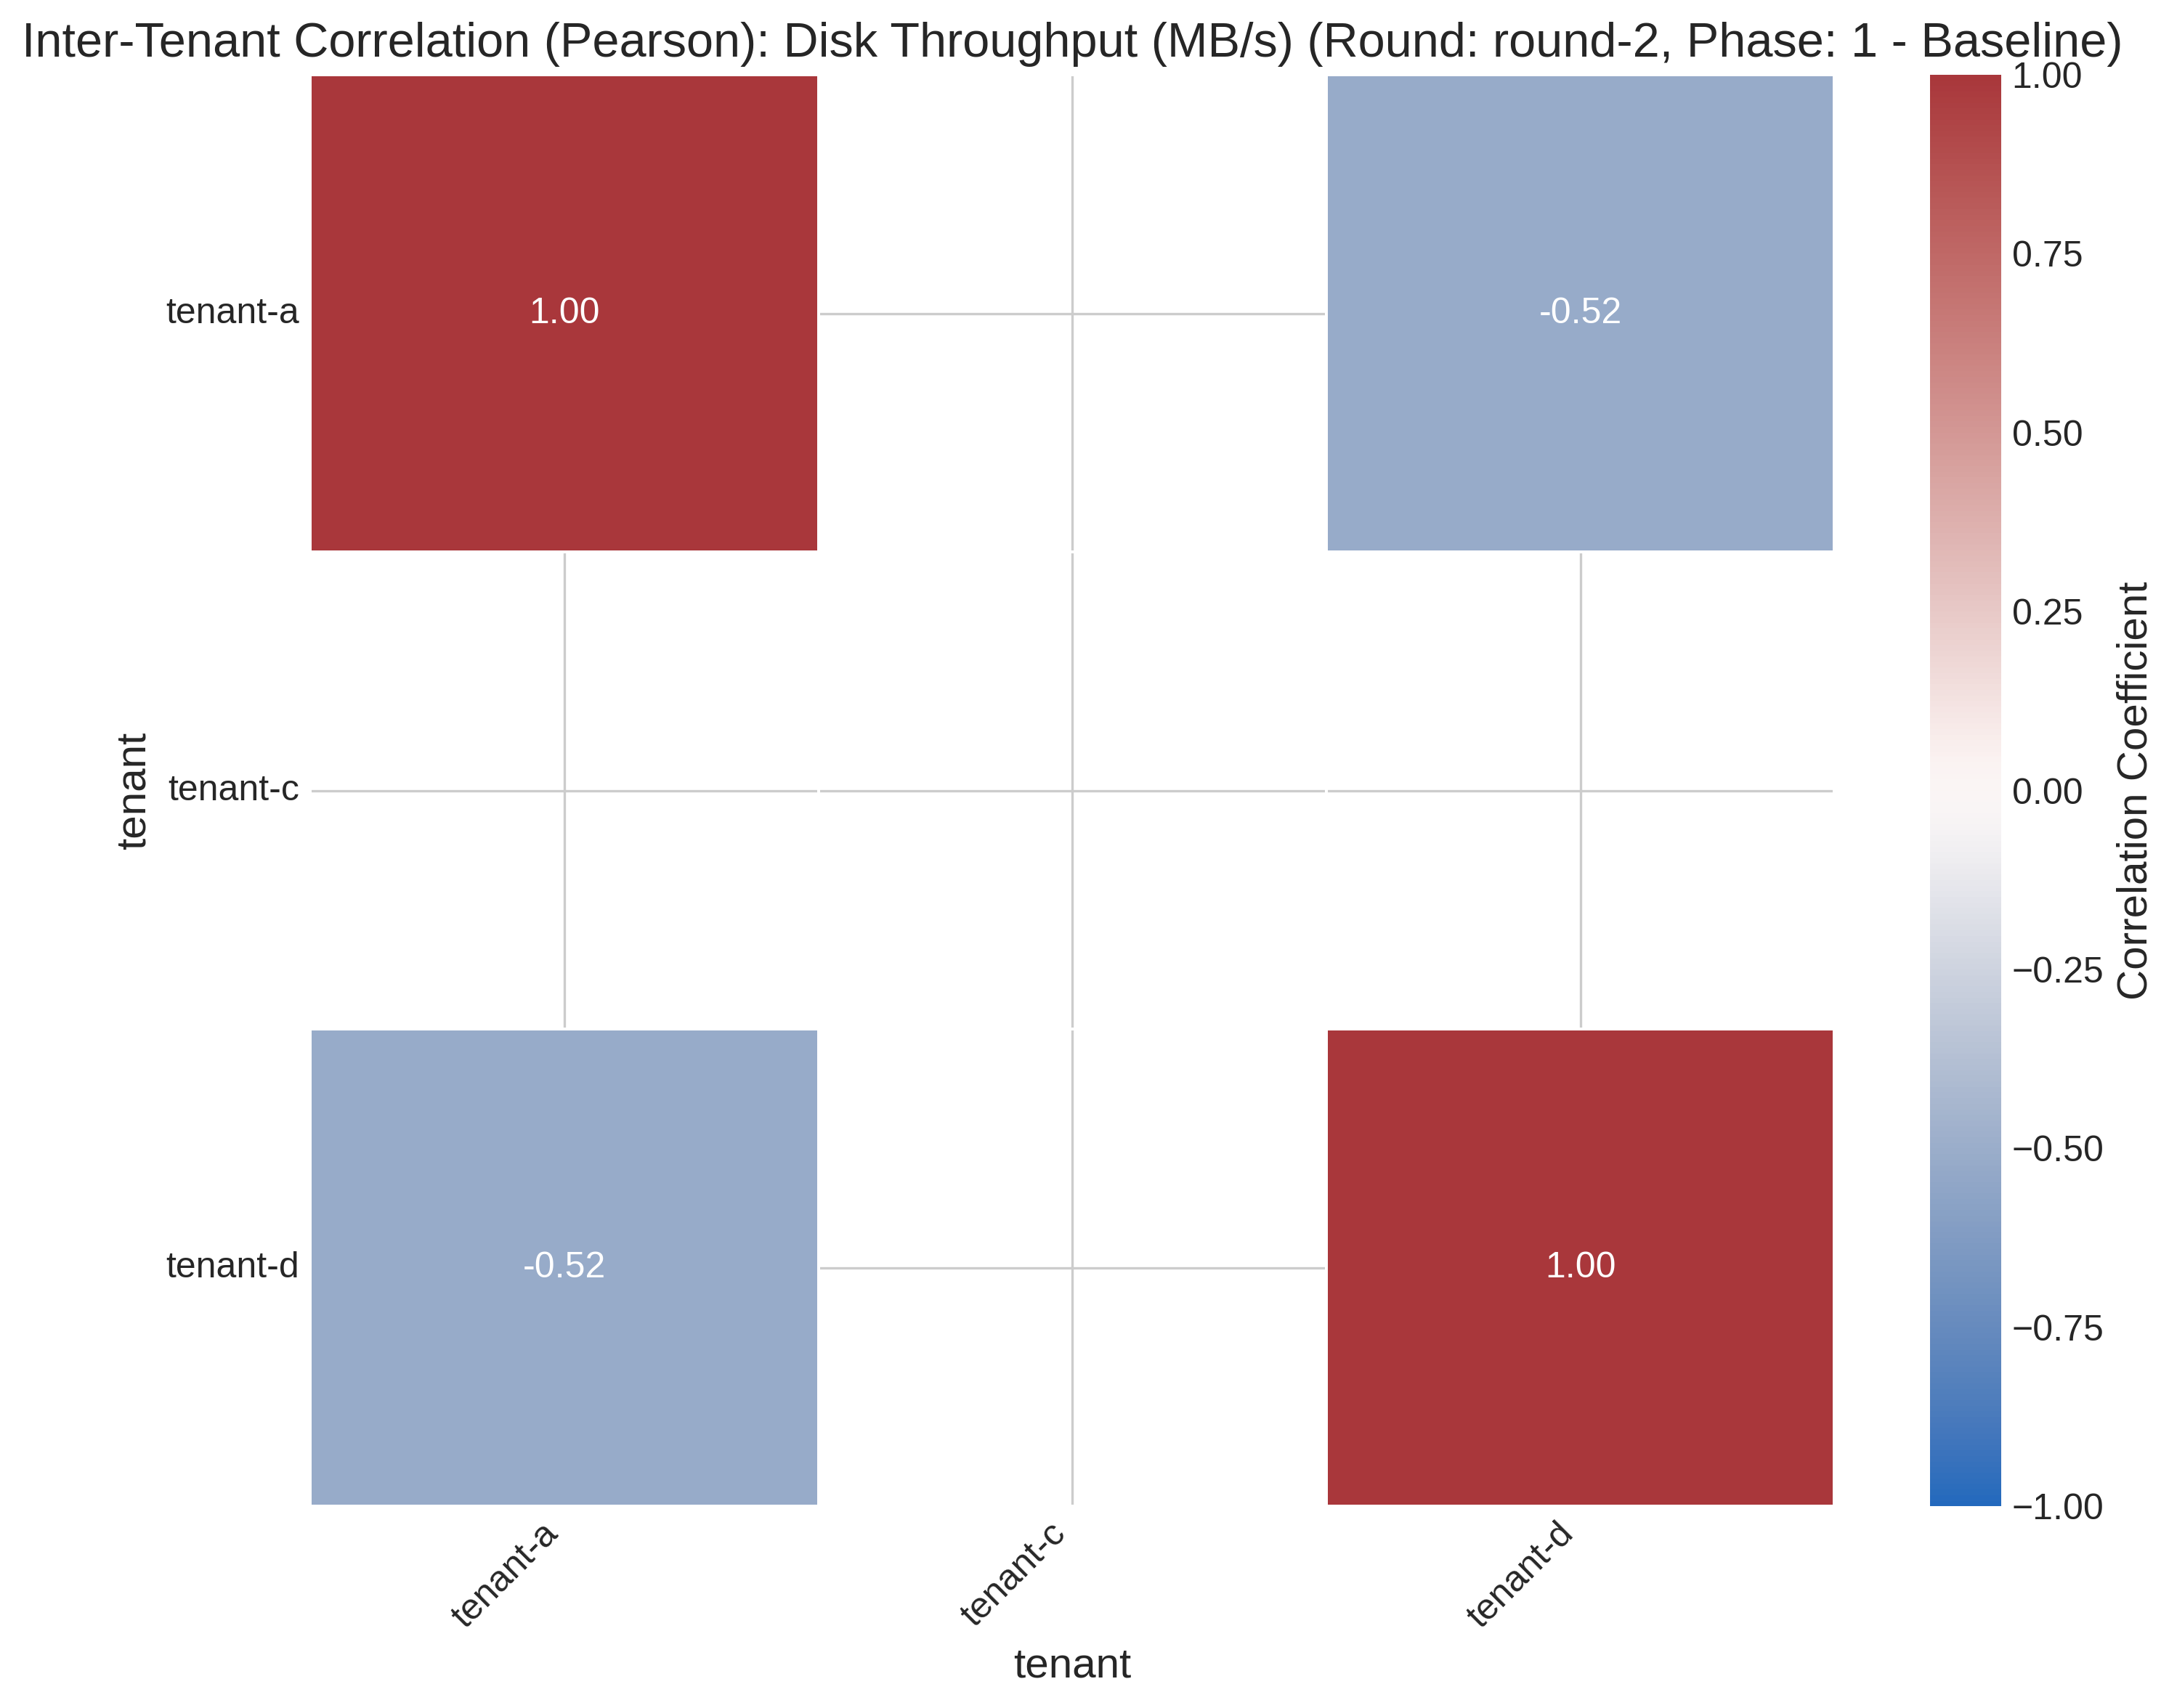 Inter-Tenant Correlation (Pearson): Disk Throughput (MB/s) (Round: round-2, Phase: 1 - Baseline)
tenant-a
tenant-c
tenant-d
tenant
1.00
-0.52
-0.52
1.00
tenant-a
tenant-c
tenant-d
tenant
1.00
0.75
0.50
0.25
0.00
−0.25
−0.50
−0.75
−1.00
Correlation Coefficient